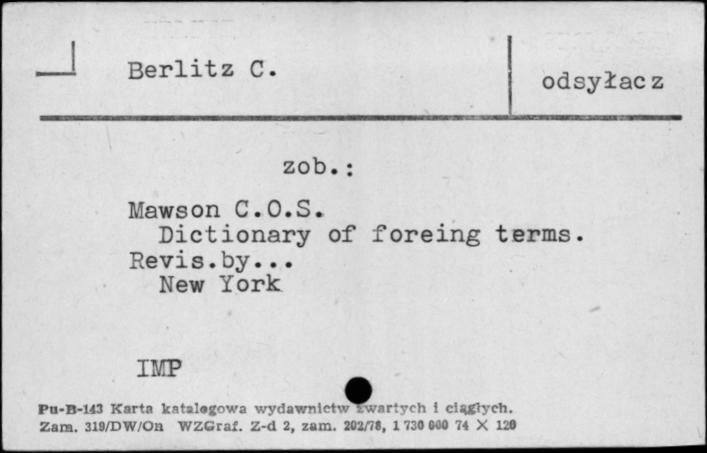 Berlitz C.
odsyłacz
zob.:
Mawson C.O.S.
Dictionary of foreing terms.
Revis.by...
New York
IMP
Pu-B-143 Karta katalogowa wydawnictw zwartych i ciągłych.
Zam. 319/DW/On WZGraf. Z-d 2, zam. 202/78, 1 730 000 74 X 120